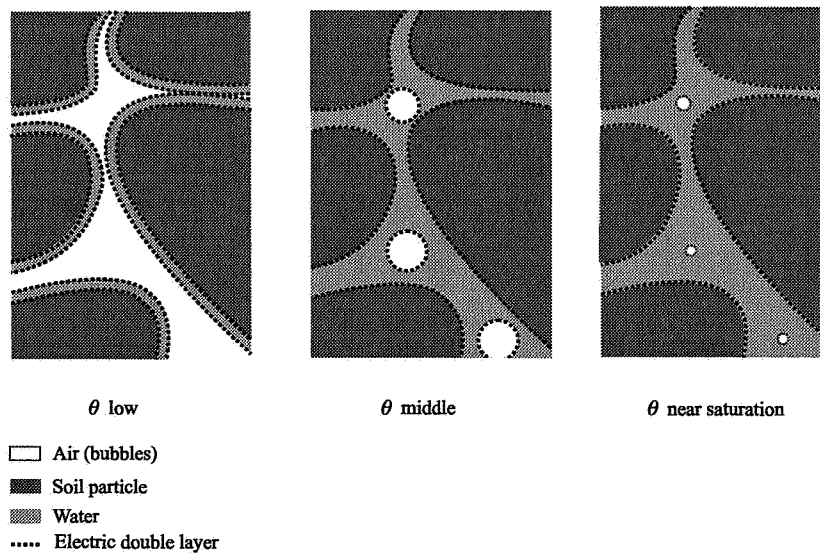 θ low
θ middle
θ near saturation
Air (bubbles)
Soil particle
Water
Electric double layer